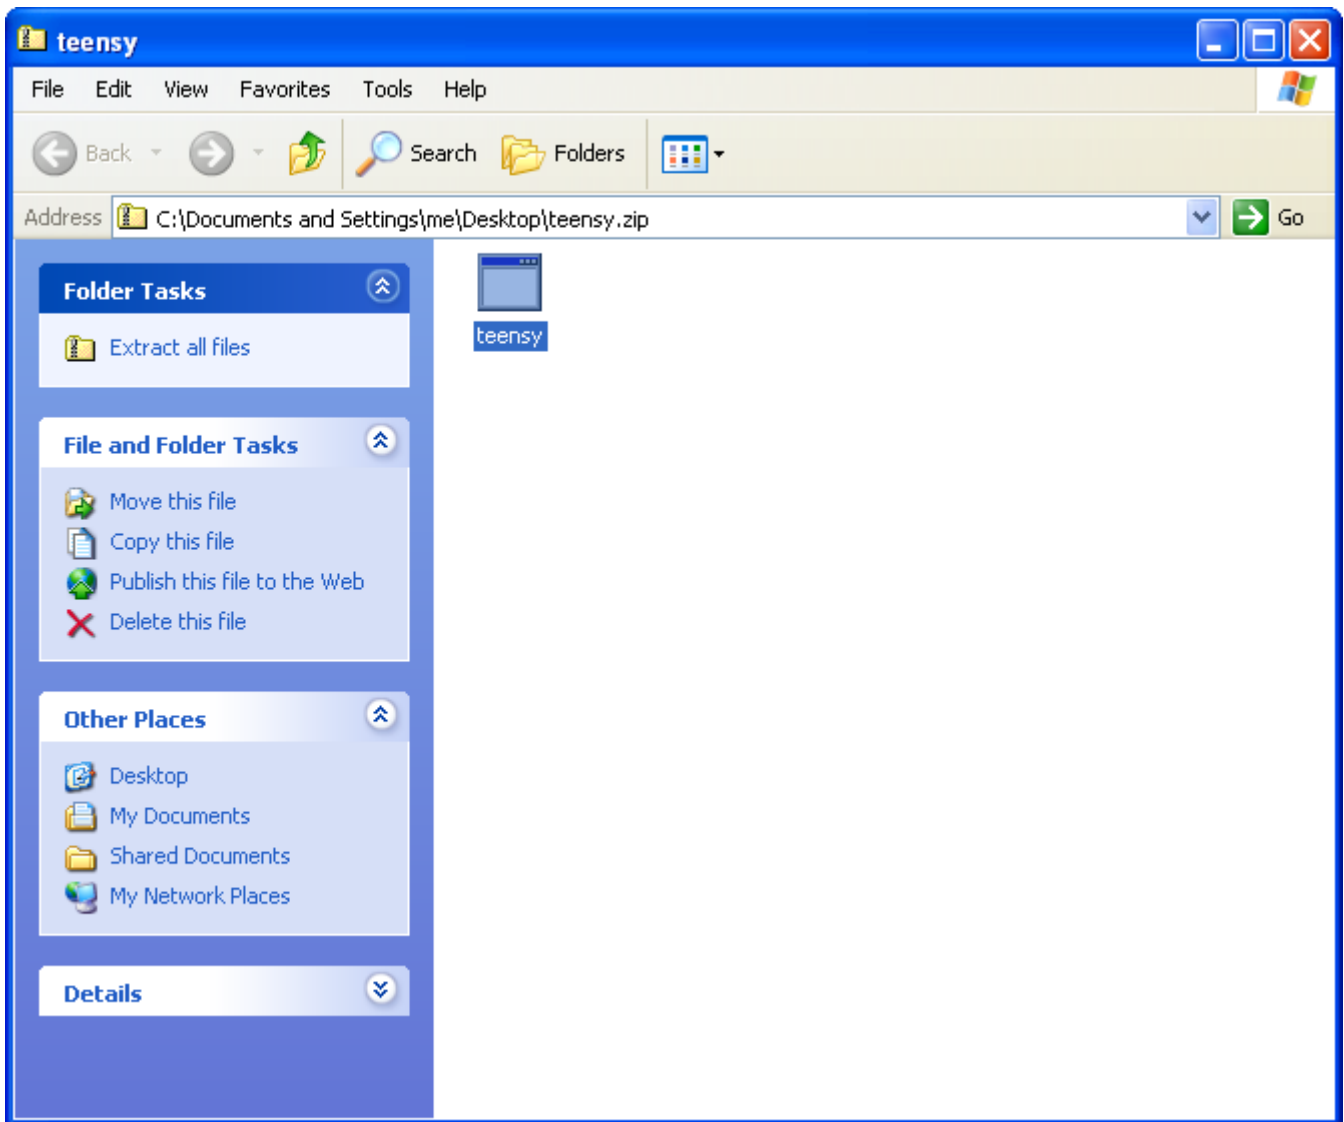 teensy
File Edit View Favorites Tools Help
Back Search Folders
Address C:\Documents and Settings\me\Desktop\teensy.zip Go
Folder Tasks
Extract all files
teensy
File and Folder Tasks
Move this file
Copy this file
Publish this file to the Web
Delete this file
Other Places
Desktop
My Documents
Shared Documents
My Network Places
Details